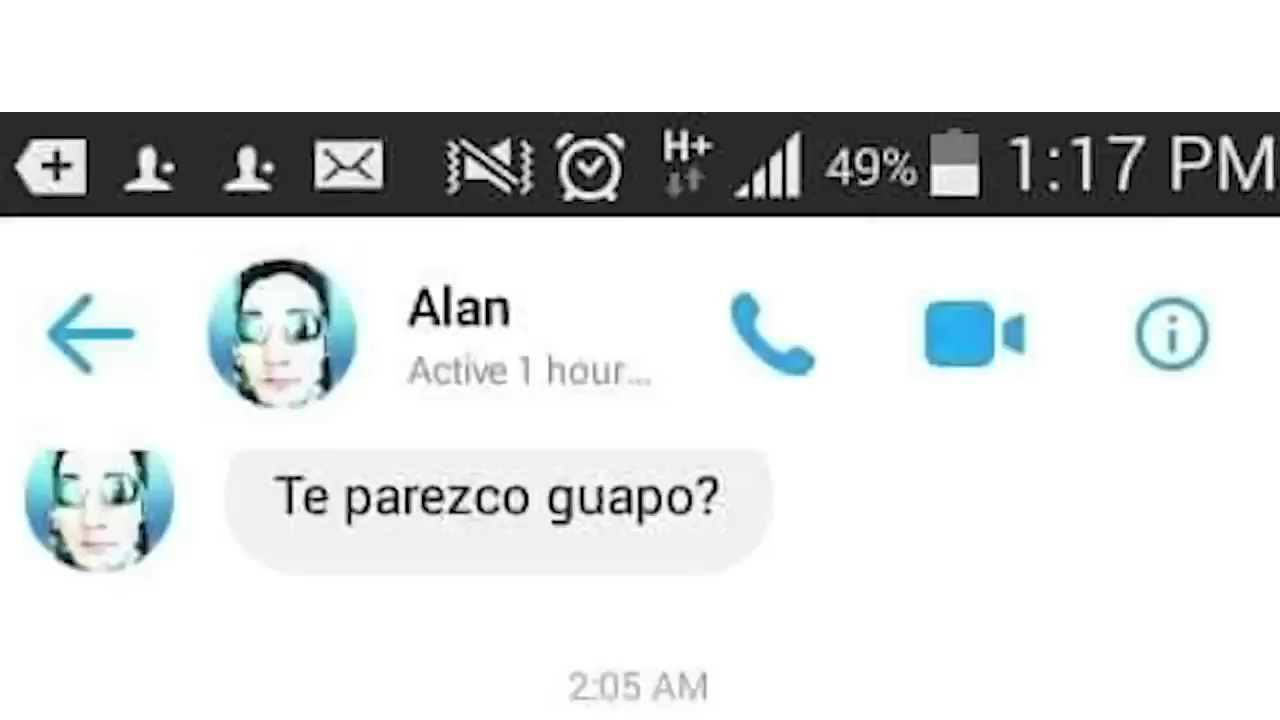 H+ 49% 1:17 PM
Alan
Active 1 hour...
Te parezco guapo?
2:05 AM